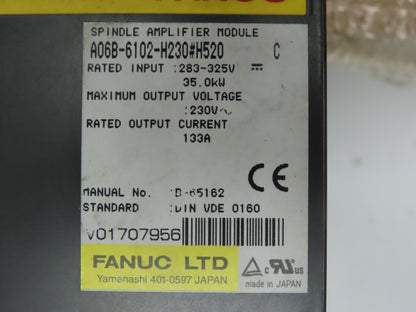 SPINDLE AMPLIFIER MODULE
A06B-6102-H230#H520 C
RATED INPUT :283-325V ⎓
35.0kW
MAXIMUM OUTPUT VOLTAGE
:230V~
RATED OUTPUT CURRENT
133A
CE
MANUAL No. :B-65162
STANDARD :DIN VDE 0160
V01707956
FANUC LTD
Yamanashi 401-0597 JAPAN
c UR us
made in JAPAN